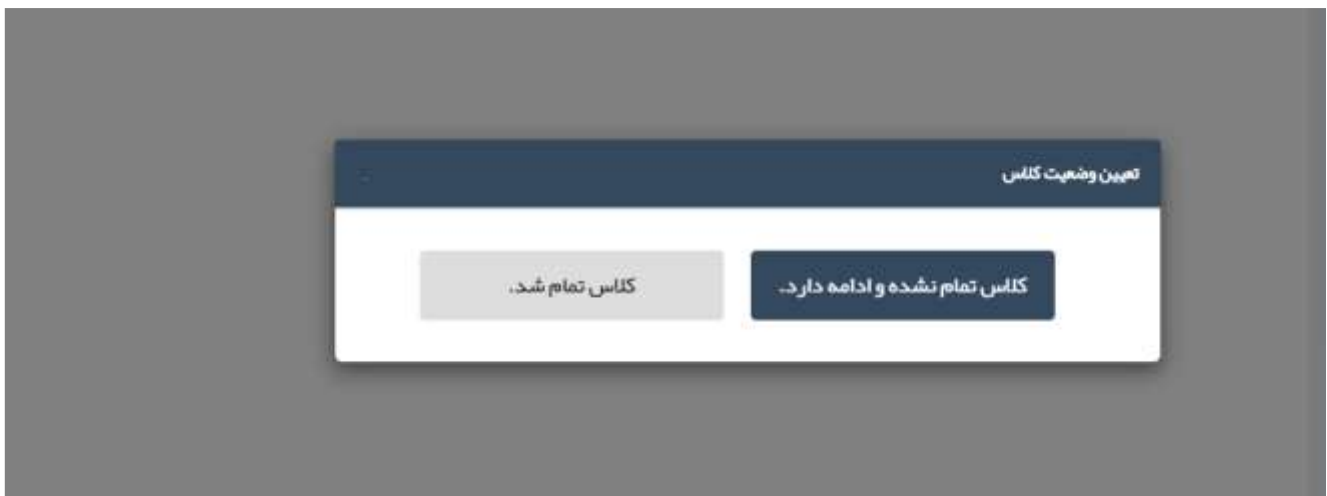 تعیین وضعیت کلاس
کلاس تمام نشده و ادامه دارد.
کلاس تمام شد.